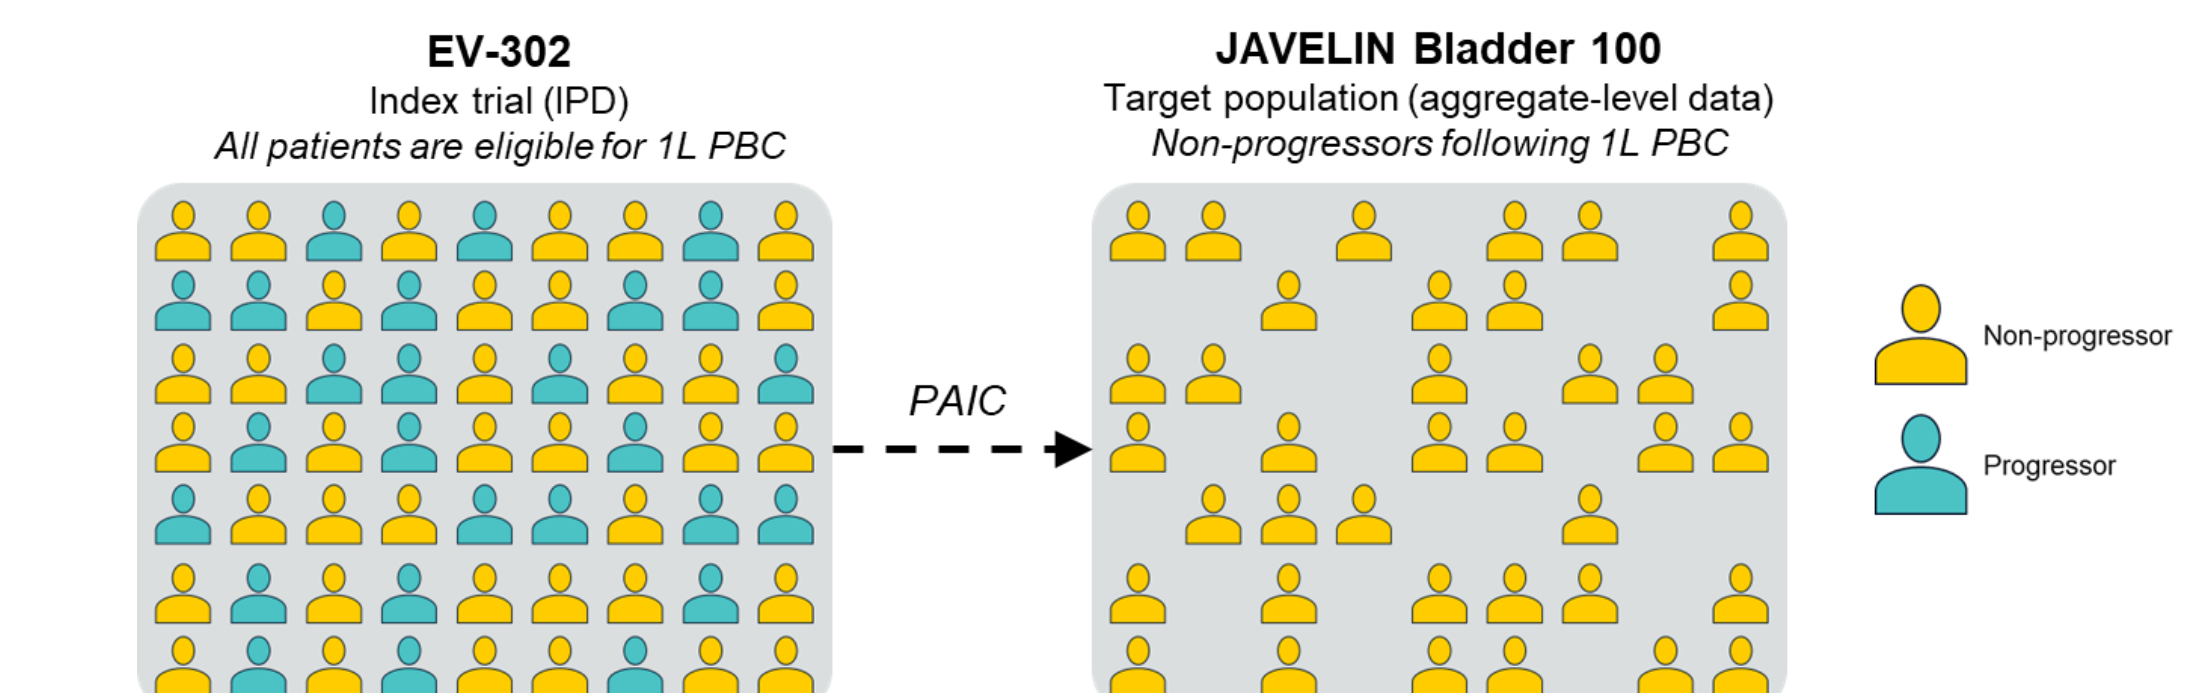 EV-302
Index trial (IPD)
All patients are eligible for 1L PBC
JAVELIN Bladder 100
Target population (aggregate-level data)
Non-progressors following 1L PBC
PAIC
Non-progressor
Progressor